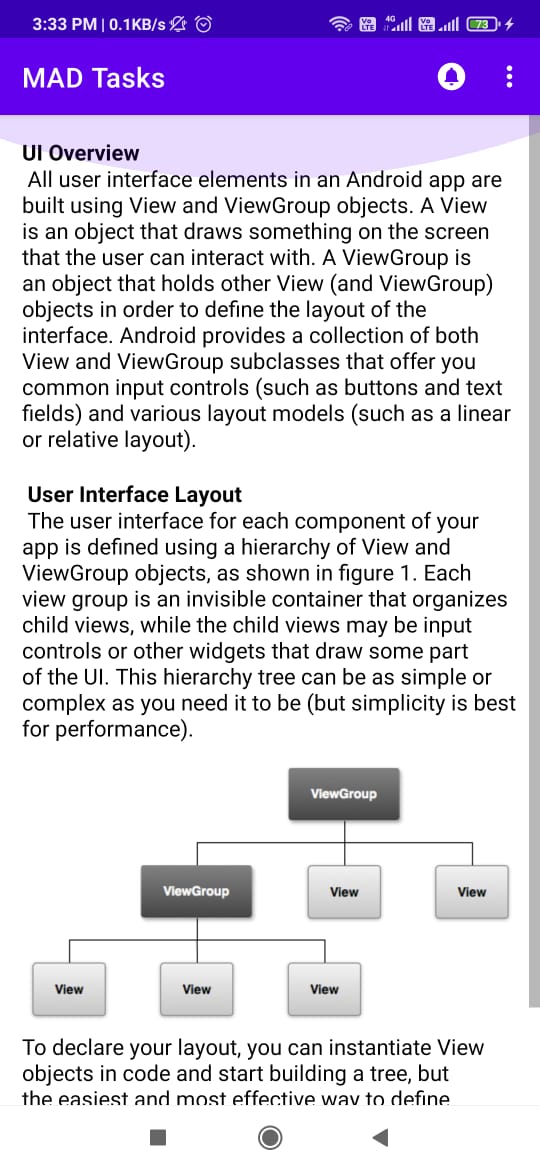 3:33 PM | 0.1KB/s
Vo LTE 4G Vo LTE 73
MAD Tasks
UI Overview
All user interface elements in an Android app are
built using View and ViewGroup objects. A View
is an object that draws something on the screen
that the user can interact with. A ViewGroup is
an object that holds other View (and ViewGroup)
objects in order to define the layout of the
interface. Android provides a collection of both
View and ViewGroup subclasses that offer you
common input controls (such as buttons and text
fields) and various layout models (such as a linear
or relative layout).
User Interface Layout
The user interface for each component of your
app is defined using a hierarchy of View and
ViewGroup objects, as shown in figure 1. Each
view group is an invisible container that organizes
child views, while the child views may be input
controls or other widgets that draw some part
of the UI. This hierarchy tree can be as simple or
complex as you need it to be (but simplicity is best
for performance).
ViewGroup
ViewGroup View View
View View View
To declare your layout, you can instantiate View
objects in code and start building a tree, but
the easiest and most effective way to define